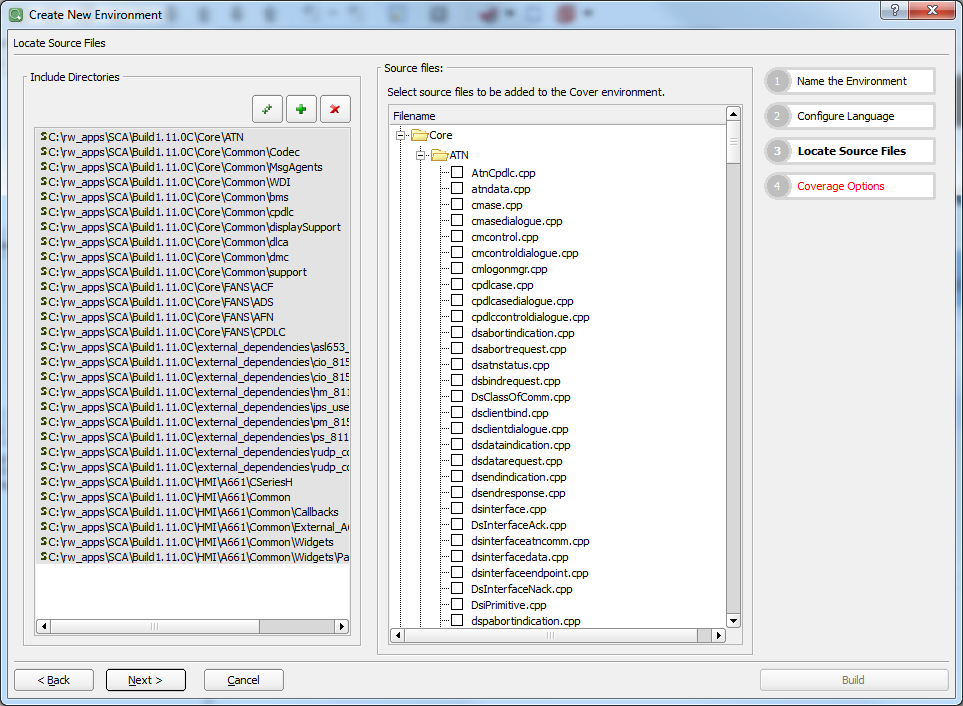 Create New Environment
?
Locate Source Files
Include Directories
S C:\rw_apps\SCA\Build1.11.0C\Core\ATN
S C:\rw_apps\SCA\Build1.11.0C\Core\Common\Codec
S C:\rw_apps\SCA\Build1.11.0C\Core\Common\MsgAgents
S C:\rw_apps\SCA\Build1.11.0C\Core\Common\WDI
S C:\rw_apps\SCA\Build1.11.0C\Core\Common\bms
S C:\rw_apps\SCA\Build1.11.0C\Core\Common\cpdlc
S C:\rw_apps\SCA\Build1.11.0C\Core\Common\displaySupport
S C:\rw_apps\SCA\Build1.11.0C\Core\Common\dlca
S C:\rw_apps\SCA\Build1.11.0C\Core\Common\dmc
S C:\rw_apps\SCA\Build1.11.0C\Core\Common\support
S C:\rw_apps\SCA\Build1.11.0C\Core\FANS\ACF
S C:\rw_apps\SCA\Build1.11.0C\Core\FANS\ADS
S C:\rw_apps\SCA\Build1.11.0C\Core\FANS\AFN
S C:\rw_apps\SCA\Build1.11.0C\Core\FANS\CPDLC
S C:\rw_apps\SCA\Build1.11.0C\external_dependencies\asl653_
S C:\rw_apps\SCA\Build1.11.0C\external_dependencies\cio_815
S C:\rw_apps\SCA\Build1.11.0C\external_dependencies\cio_815
S C:\rw_apps\SCA\Build1.11.0C\external_dependencies\hm_811
S C:\rw_apps\SCA\Build1.11.0C\external_dependencies\ips_use
S C:\rw_apps\SCA\Build1.11.0C\external_dependencies\pm_815
S C:\rw_apps\SCA\Build1.11.0C\external_dependencies\ps_811
S C:\rw_apps\SCA\Build1.11.0C\external_dependencies\rudp_cc
S C:\rw_apps\SCA\Build1.11.0C\external_dependencies\rudp_cc
S C:\rw_apps\SCA\Build1.11.0C\HMI\A661\CSeriesH
S C:\rw_apps\SCA\Build1.11.0C\HMI\A661\Common
S C:\rw_apps\SCA\Build1.11.0C\HMI\A661\Common\Callbacks
S C:\rw_apps\SCA\Build1.11.0C\HMI\A661\Common\External_A
S C:\rw_apps\SCA\Build1.11.0C\HMI\A661\Common\Widgets
S C:\rw_apps\SCA\Build1.11.0C\HMI\A661\Common\Widgets\Pa
Source files:
Select source files to be added to the Cover environment.
Filename
Core
ATN
AtnCpdlc.cpp
atndata.cpp
cmase.cpp
cmasedialogue.cpp
cmcontrol.cpp
cmcontroldialogue.cpp
cmlogonmgr.cpp
cpdlcase.cpp
cpdlcasedialogue.cpp
cpdlccontroldialogue.cpp
dsabortindication.cpp
dsabortrequest.cpp
dsatnstatus.cpp
dsbindrequest.cpp
DsClassOfComm.cpp
dsclientbind.cpp
dsclientdialogue.cpp
dsdataindication.cpp
dsdatarequest.cpp
dsendindication.cpp
dsendresponse.cpp
dsinterface.cpp
DsInterfaceAck.cpp
dsinterfaceatncomm.cpp
dsinterfacedata.cpp
dsinterfaceendpoint.cpp
DsInterfaceNack.cpp
DsiPrimitive.cpp
dspabortindication.cpp
1 Name the Environment
2 Configure Language
3 Locate Source Files
4 Coverage Options
< Back
Next >
Cancel
Build